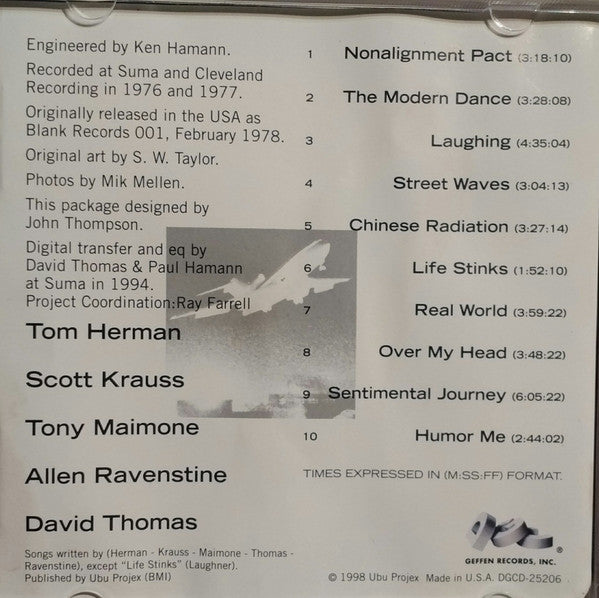 Engineered by Ken Hamann.
Recorded at Suma and Cleveland
Recording in 1976 and 1977.
Originally released in the USA as
Blank Records 001, February 1978.
Original art by S. W. Taylor.
Photos by Mik Mellen.
This package designed by
John Thompson.
Digital transfer and eq by
David Thomas & Paul Hamann
at Suma in 1994.
Project Coordination:Ray Farrell
Tom Herman
Scott Krauss
Tony Maimone
Allen Ravenstine
David Thomas
Songs written by (Herman - Krauss - Maimone - Thomas -
Ravenstine), except "Life Stinks" (Laughner).
Published by Ubu Projex (BMI)
1 Nonalignment Pact (3:18:10)
2 The Modern Dance (3:28:08)
3 Laughing (4:35:04)
4 Street Waves (3:04:13)
5 Chinese Radiation (3:27:14)
6 Life Stinks (1:52:10)
7 Real World (3:59:22)
8 Over My Head (3:48:22)
9 Sentimental Journey (6:05:22)
10 Humor Me (2:44:02)
TIMES EXPRESSED IN (M:SS:FF) FORMAT.
®
GEFFEN RECORDS, INC.
© 1998 Ubu Projex Made in U.S.A. DGCD-25206